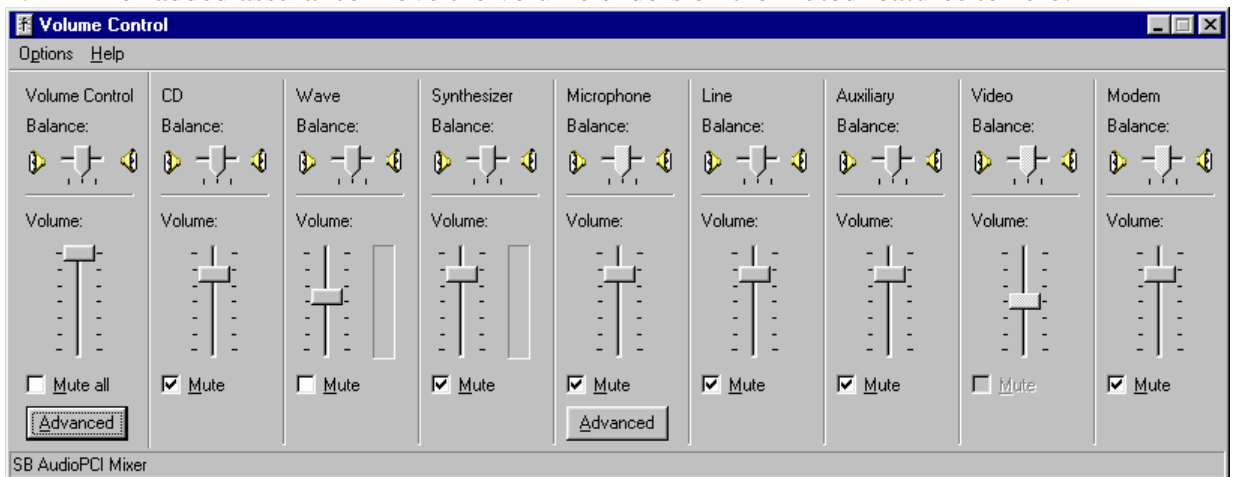 Volume Control
Options Help
Volume Control CD Wave Synthesizer Microphone Line Auxiliary Video Modem
Balance: Balance: Balance: Balance: Balance: Balance: Balance: Balance: Balance:
Volume: Volume: Volume: Volume: Volume: Volume: Volume: Volume: Volume:
Mute all Mute Mute Mute Mute Mute Mute Mute Mute
Advanced Advanced
SB AudioPCI Mixer